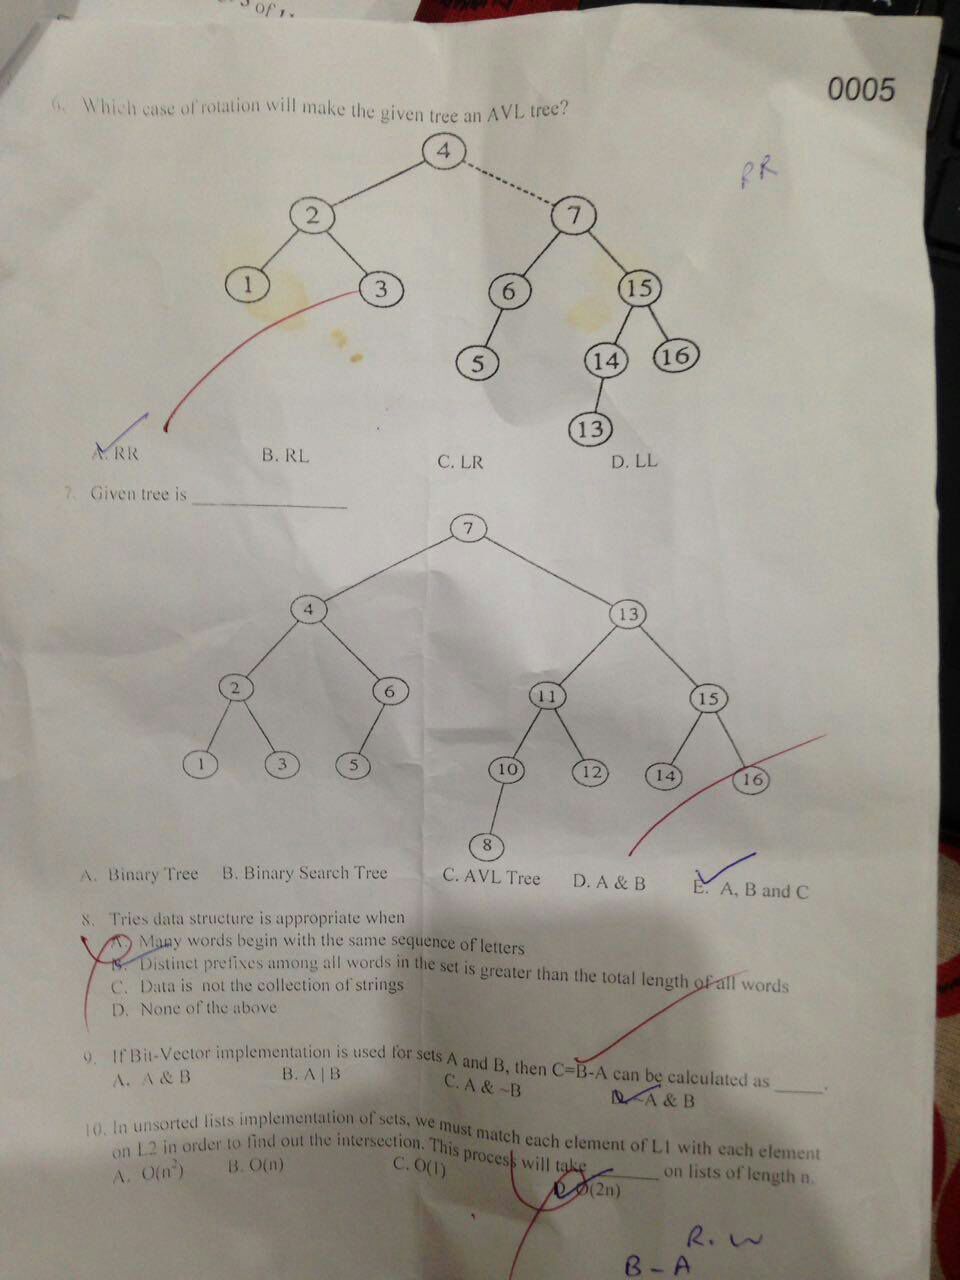 of
0005
6. Which case of rotation will make the given tree an AVL tree?
RR
4
2
7
1
3
6
15
5
14
16
13
A. RR B. RL C. LR D. LL
7. Given tree is ____________
7
4
13
2
6
11
15
1
3
5
10
12
14
16
8
A. Binary Tree B. Binary Search Tree C. AVL Tree D. A & B E. A, B and C
8. Tries data structure is appropriate when
A. Many words begin with the same sequence of letters
B. Distinct prefixes among all words in the set is greater than the total length of all words
C. Data is not the collection of strings
D. None of the above
9. If Bit-Vector implementation is used for sets A and B, then C=B-A can be calculated as _____.
A. A & B B. A | B C. A & ~B D. ~A & B
10. In unsorted lists implementation of sets, we must match each element of L1 with each element
on L2 in order to find out the intersection. This process will take ________ on lists of length n.
A. O(n²) B. O(n) C. O(1) D. O(2n)
R. W
B - A